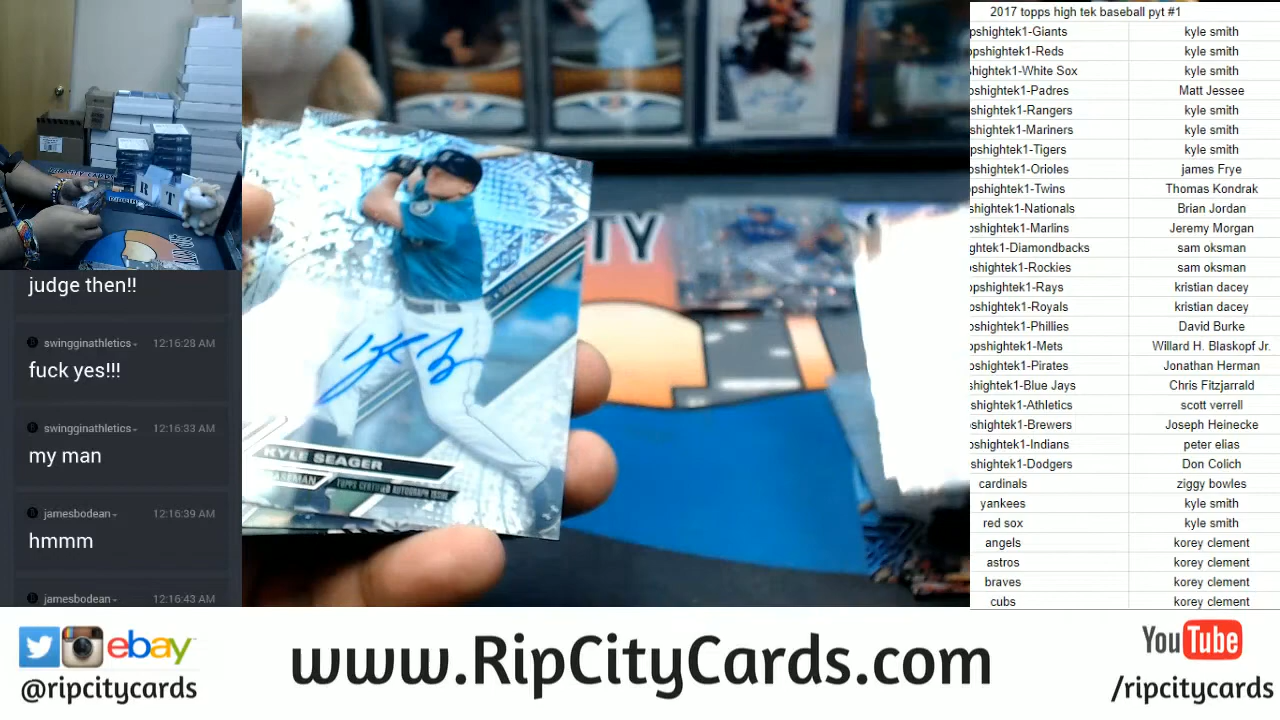 judge then!!
swingginathletics 12:16:28 AM
fuck yes!!!
swingginathletics 12:16:33 AM
my man
jamesbodean 12:16:39 AM
hmmm
jamesbodean 12:16:43 AM
R T
TY
KYLE SEAGER
TOPPS CERTIFIED AUTOGRAPH ISSUE
2017 topps high tek baseball pyt #1
pshightek1-Giants kyle smith
pshightek1-Reds kyle smith
shightek1-White Sox kyle smith
pshightek1-Padres Matt Jessee
pshightek1-Rangers kyle smith
shightek1-Mariners kyle smith
pshightek1-Tigers kyle smith
pshightek1-Orioles james Frye
pshightek1-Twins Thomas Kondrak
shightek1-Nationals Brian Jordan
pshightek1-Marlins Jeremy Morgan
ghtek1-Diamondbacks sam oksman
pshightek1-Rockies sam oksman
ppshightek1-Rays kristian dacey
pshightek1-Royals kristian dacey
pshightek1-Phillies David Burke
ppshightek1-Mets Willard H. Blaskopf Jr.
pshightek1-Pirates Jonathan Herman
shightek1-Blue Jays Chris Fitzjarrald
shightek1-Athletics scott verrell
shightek1-Brewers Joseph Heinecke
pshightek1-Indians peter elias
shightek1-Dodgers Don Colich
cardinals ziggy bowles
yankees kyle smith
red sox kyle smith
angels korey clement
astros korey clement
braves korey clement
cubs korey clement
ebay
@ripcitycards
www.RipCityCards.com
YouTube
/ripcitycards